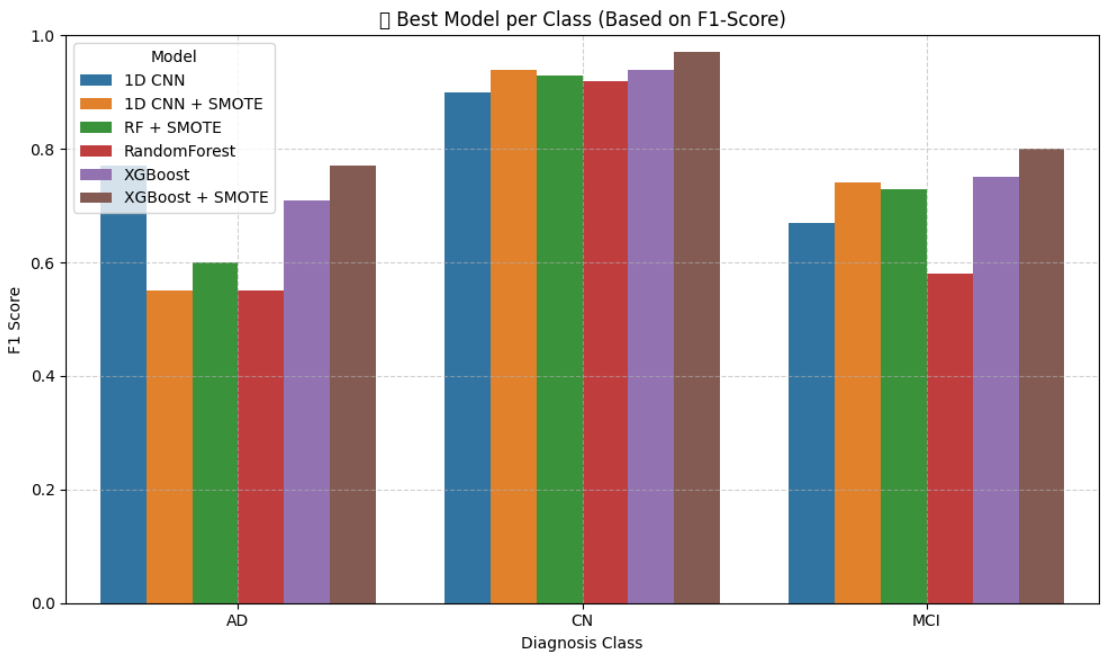 ▯ Best Model per Class (Based on F1-Score)
Model
1D CNN
1D CNN + SMOTE
RF + SMOTE
RandomForest
XGBoost
XGBoost + SMOTE
1.0
0.8
0.6
0.4
0.2
0.0
F1 Score
AD
CN
MCI
Diagnosis Class